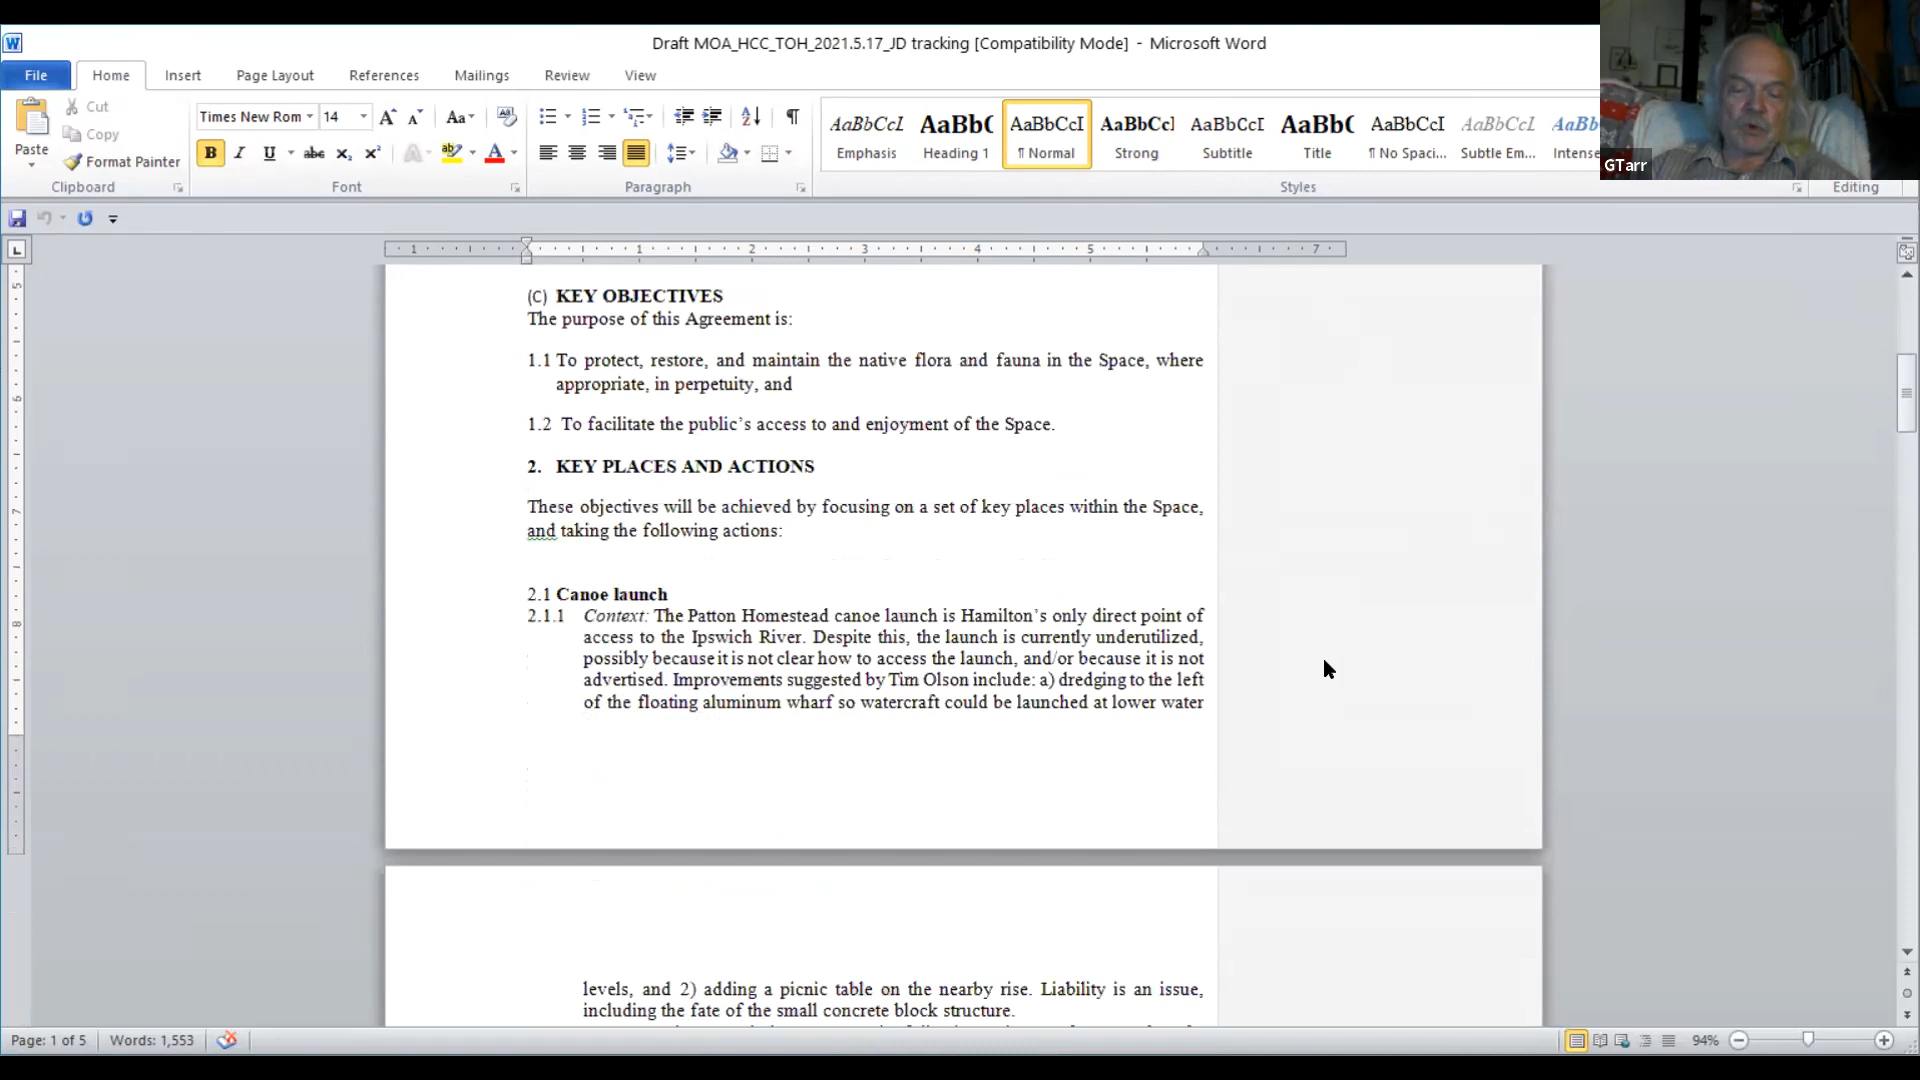 Draft MOA_HCC_TOH_2021.5.17_JD tracking [Compatibility Mode] - Microsoft Word
File Home Insert Page Layout References Mailings Review View
Paste
Cut
Copy
Format Painter
Times New Rom 14
AaBbCcI AaBb( AaBbCcI AaBbCcl AaBbCcI AaBb( AaBbCcI AaBbCcI AaBb
Emphasis Heading 1 ¶ Normal Strong Subtitle Title ¶ No Spaci... Subtle Em... Intense
Clipboard Font Paragraph Styles Editing
GTarr
1 1 2 3 4 5 7
(C) KEY OBJECTIVES
The purpose of this Agreement is:
1.1 To protect, restore, and maintain the native flora and fauna in the Space, where
appropriate, in perpetuity, and
1.2 To facilitate the public's access to and enjoyment of the Space.
2. KEY PLACES AND ACTIONS
These objectives will be achieved by focusing on a set of key places within the Space,
and taking the following actions:
2.1 Canoe launch
2.1.1 Context: The Patton Homestead canoe launch is Hamilton's only direct point of
access to the Ipswich River. Despite this, the launch is currently underutilized,
possibly because it is not clear how to access the launch, and/or because it is not
advertised. Improvements suggested by Tim Olson include: a) dredging to the left
of the floating aluminum wharf so watercraft could be launched at lower water
levels, and 2) adding a picnic table on the nearby rise. Liability is an issue,
including the fate of the small concrete block structure.
Page: 1 of 5 Words: 1,553 94%